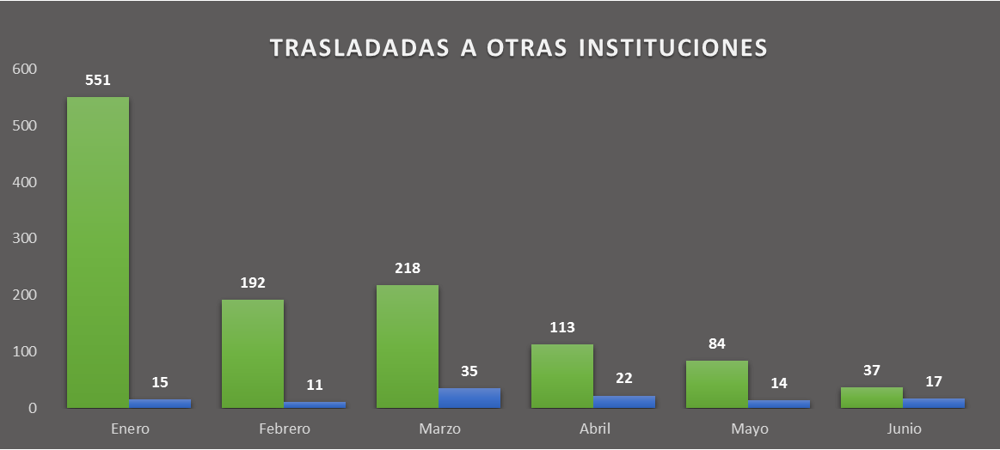 TRASLADADAS A OTRAS INSTITUCIONES
600
500
400
300
200
100
0
551
15
192
11
218
35
113
22
84
14
37
17
Enero
Febrero
Marzo
Abril
Mayo
Junio